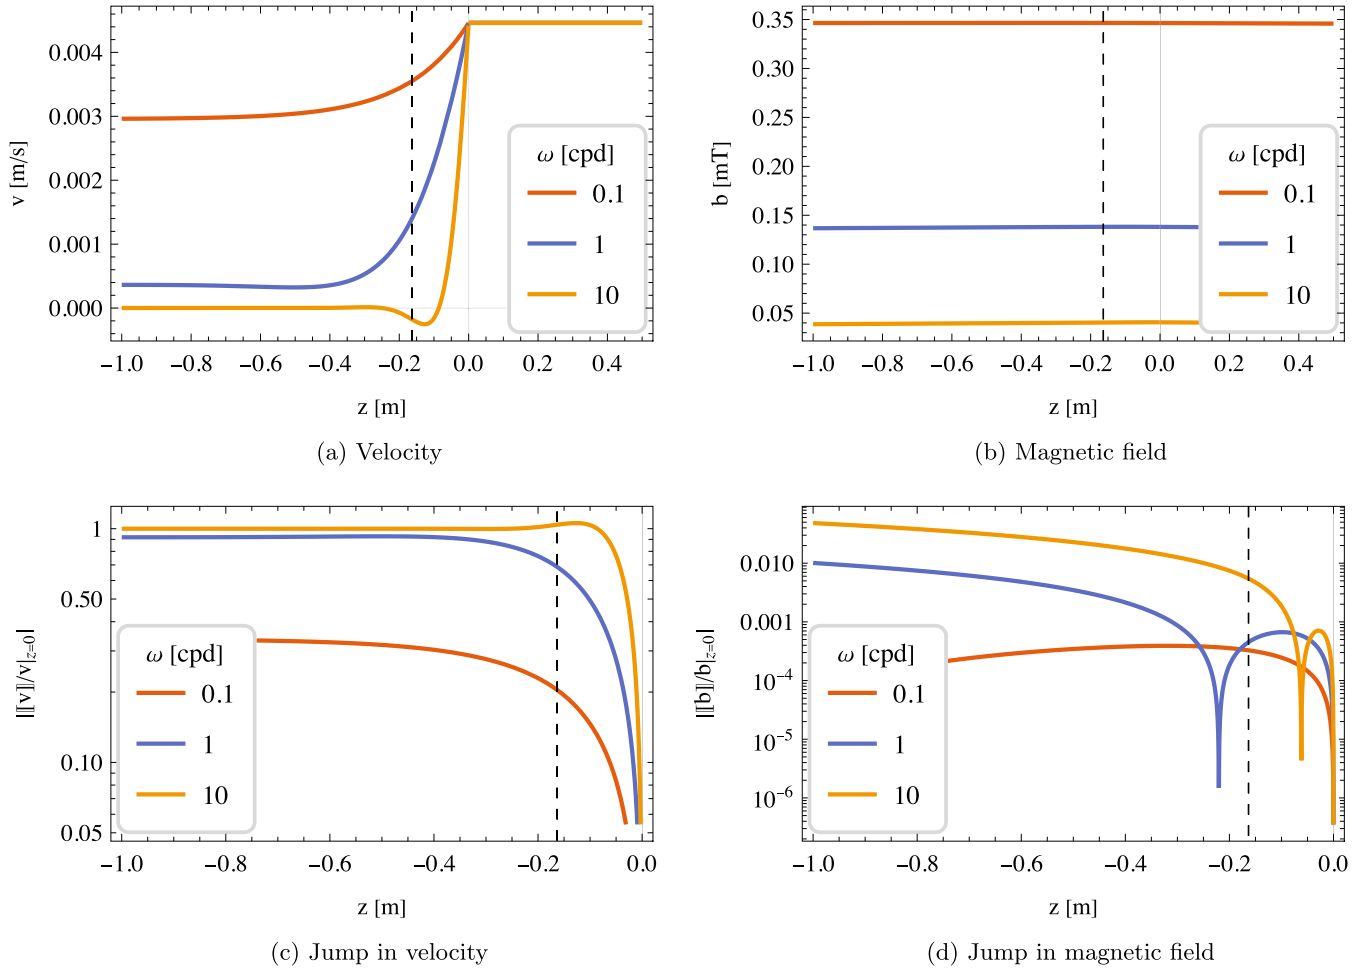 0.004
0.003
0.002
0.001
0.000
v [m/s]
ω [cpd]
0.1
1
10
−1.0 −0.8 −0.6 −0.4 −0.2 0.0 0.2 0.4
z [m]
(a) Velocity
0.35
0.30
0.25
0.20
0.15
0.10
0.05
b [mT]
ω [cpd]
0.1
1
10
−1.0 −0.8 −0.6 −0.4 −0.2 0.0 0.2 0.4
z [m]
(b) Magnetic field
1
0.50
0.10
0.05
|⟦v⟧/v|z=0|
ω [cpd]
0.1
1
10
−1.0 −0.8 −0.6 −0.4 −0.2 0.0
z [m]
(c) Jump in velocity
0.010
0.001
10⁻⁴
10⁻⁵
10⁻⁶
|⟦b⟧/b|z=0|
ω [cpd]
0.1
1
10
−1.0 −0.8 −0.6 −0.4 −0.2 0.0
z [m]
(d) Jump in magnetic field